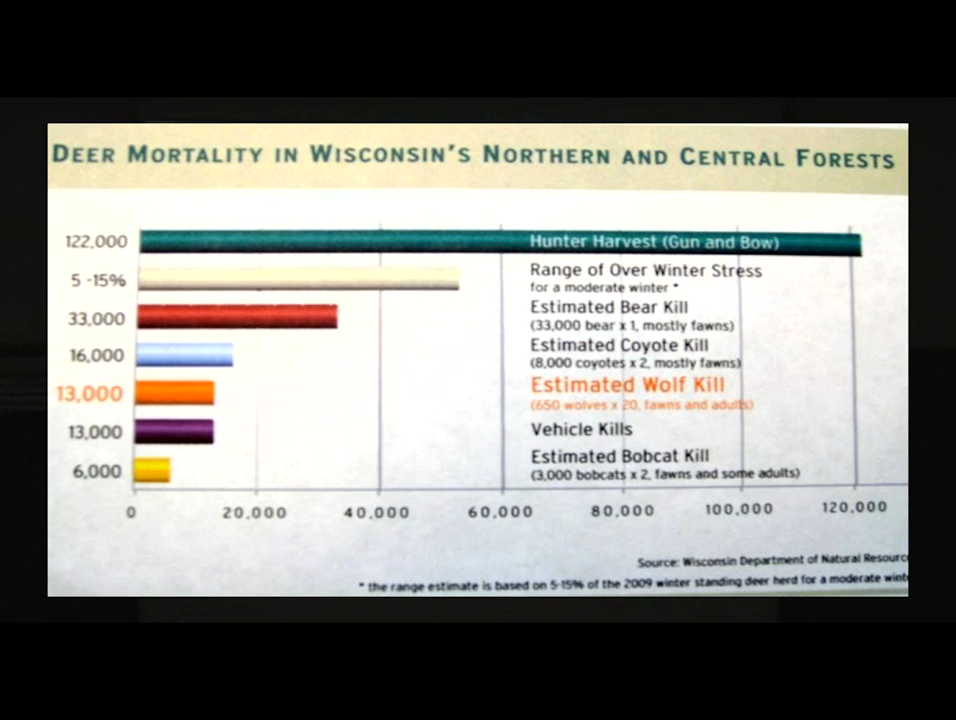 DEER MORTALITY IN WISCONSIN'S NORTHERN AND CENTRAL FORESTS
122,000 Hunter Harvest (Gun and Bow)
5 -15% Range of Over Winter Stress
for a moderate winter *
33,000 Estimated Bear Kill
(33,000 bear x 1, mostly fawns)
16,000 Estimated Coyote Kill
(8,000 coyotes x 2, mostly fawns)
13,000 Estimated Wolf Kill
(650 wolves x 20, fawns and adults)
13,000 Vehicle Kills
6,000 Estimated Bobcat Kill
(3,000 bobcats x 2, fawns and some adults)
0 20,000 40,000 60,000 80,000 100,000 120,000
Source: Wisconsin Department of Natural Resourc
* the range estimate is based on 5-15% of the 2009 winter standing deer herd for a moderate wint